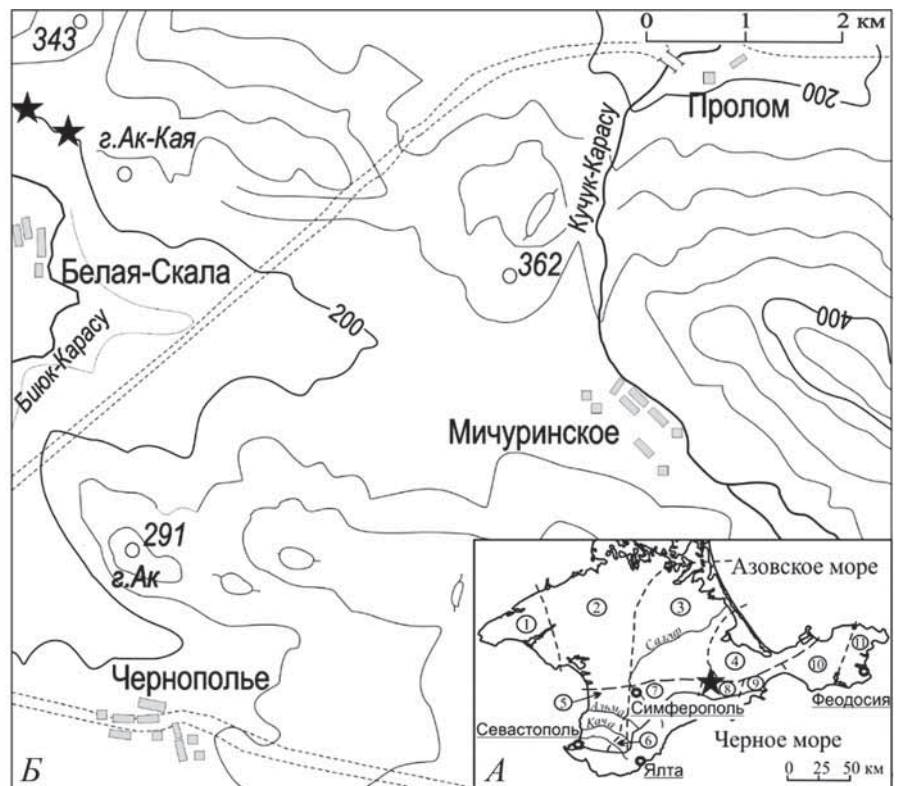 343
0 1 2 км
Пролом
200
г.Ак-Кая
Кучук-Карасу
Белая-Скала
362
200
400
Биюк-Карасу
Мичуринское
291
г.Ак
Чернополье
Б
Азовское море
1
2
3
Салгир
4
11
10
5
7
8
9
Симферополь
Феодосия
Альма
Кача
Севастополь
6
Черное море
Ялта
А
0 25 50 км